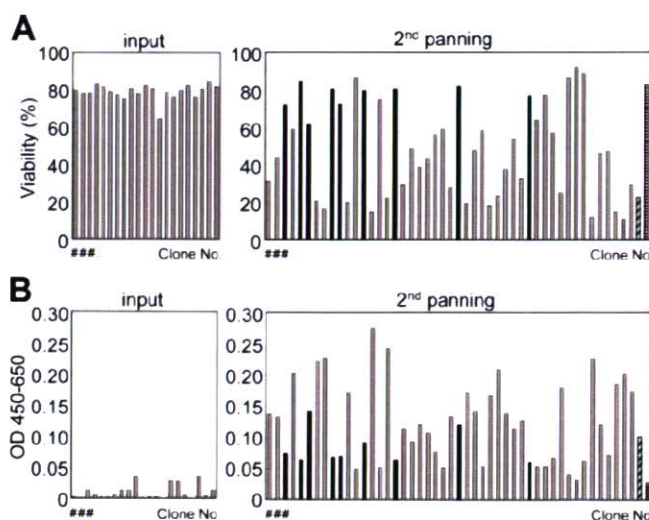 A
input
2nd panning
Viability (%)
100
80
60
40
20
0
100
80
60
40
20
0
###
Clone No.
###
Clone No.
B
input
2nd panning
OD 450-650
0.30
0.25
0.20
0.15
0.10
0.05
0
0.30
0.25
0.20
0.15
0.10
0.05
0
###
Clone No.
###
Clone No.